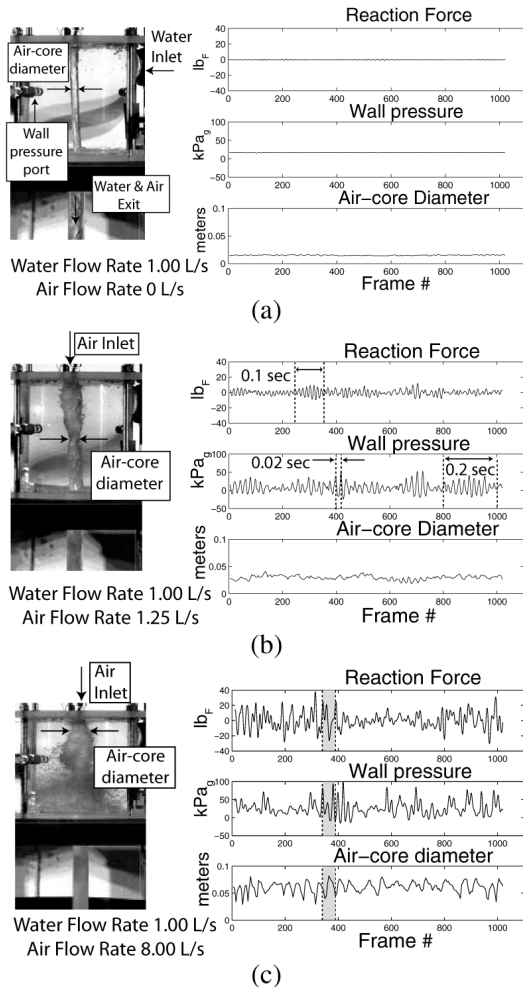 Air-core
diameter
Water
Inlet
Wall
pressure
port
Water & Air
Exit
Water Flow Rate 1.00 L/s
Air Flow Rate 0 L/s
Reaction Force
lb_F
40
20
0
-20
-40
0 200 400 600 800 1000
Wall pressure
kPa_g
100
50
0
-50
0 200 400 600 800 1000
Air-core Diameter
meters
0.1
0.05
0
0 200 400 600 800 1000
Frame #
(a)
Air Inlet
Air-core
diameter
Water Flow Rate 1.00 L/s
Air Flow Rate 1.25 L/s
Reaction Force
0.1 sec
lb_F
40
20
0
-20
-40
0 200 400 600 800 1000
Wall pressure
0.02 sec
0.2 sec
kPa_g
100
50
0
-50
0 200 400 600 800 1000
Air-core Diameter
meters
0.1
0.05
0
0 200 400 600 800 1000
Frame #
(b)
Air
Inlet
Air-core
diameter
Water Flow Rate 1.00 L/s
Air Flow Rate 8.00 L/s
Reaction Force
lb_F
40
20
0
-20
-40
0 200 400 600 800 1000
Wall pressure
kPa_g
100
50
0
-50
0 200 400 600 800 1000
Air-core diameter
meters
0.1
0.05
0
0 200 400 600 800 1000
Frame #
(c)